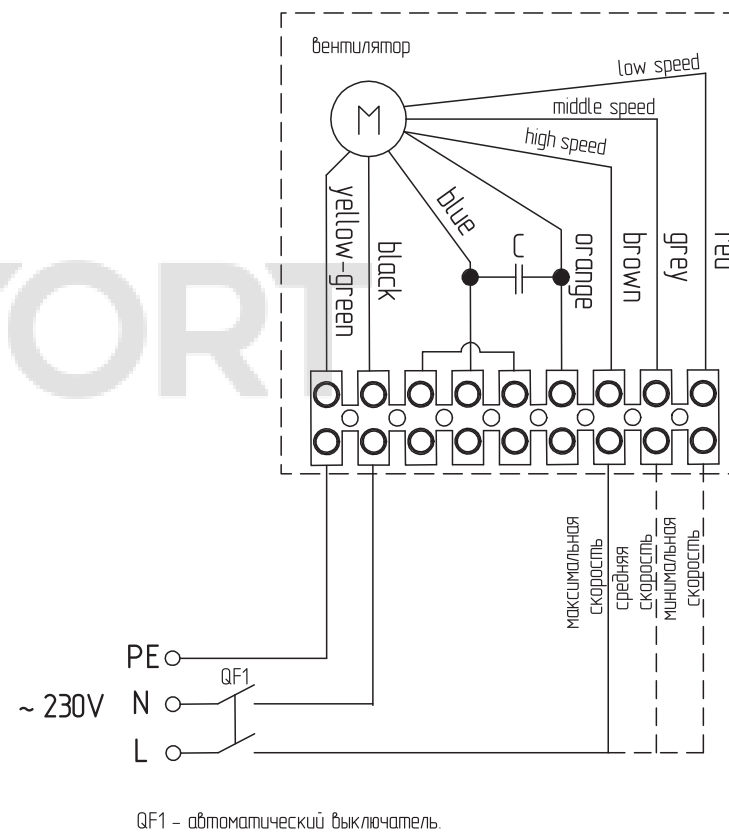 вентилятор
low speed
middle speed
high speed
M
yellow-green
black
blue
C
orange
brown
grey
максимальная
скорость
средняя
скорость
минимальная
скорость
PE
QF1
~ 230V
N
L
QF1 - автоматический выключатель.